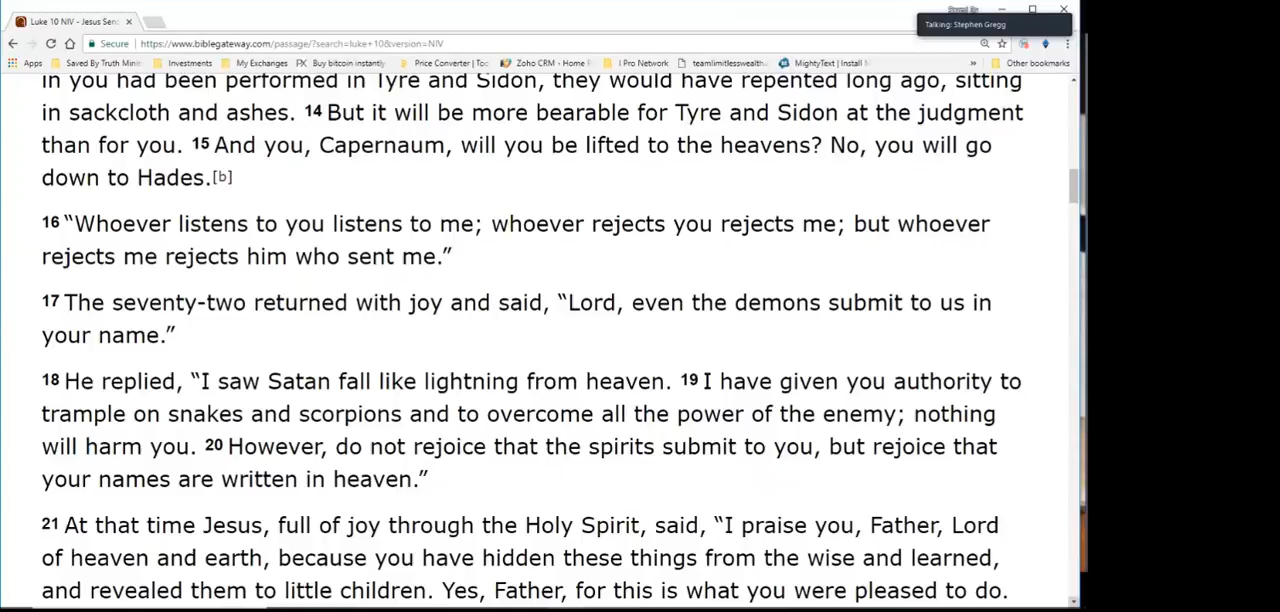 Luke 10 NIV - Jesus Sen
Talking: Stephen Gregg
Secure https://www.biblegateway.com/passage/?search=luke+10&version=NIV
Apps Saved By Truth Minis Investments My Exchanges Buy bitcoin instantly Price Converter | Too Zoho CRM - Home P I Pro Network teamlimitlesswealth MightyText | Install M » Other bookmarks
in you had been performed in Tyre and Sidon, they would have repented long ago, sitting
in sackcloth and ashes. 14 But it will be more bearable for Tyre and Sidon at the judgment
than for you. 15 And you, Capernaum, will you be lifted to the heavens? No, you will go
down to Hades.[b]
16 “Whoever listens to you listens to me; whoever rejects you rejects me; but whoever
rejects me rejects him who sent me.”
17 The seventy-two returned with joy and said, “Lord, even the demons submit to us in
your name.”
18 He replied, “I saw Satan fall like lightning from heaven. 19 I have given you authority to
trample on snakes and scorpions and to overcome all the power of the enemy; nothing
will harm you. 20 However, do not rejoice that the spirits submit to you, but rejoice that
your names are written in heaven.”
21 At that time Jesus, full of joy through the Holy Spirit, said, “I praise you, Father, Lord
of heaven and earth, because you have hidden these things from the wise and learned,
and revealed them to little children. Yes, Father, for this is what you were pleased to do.